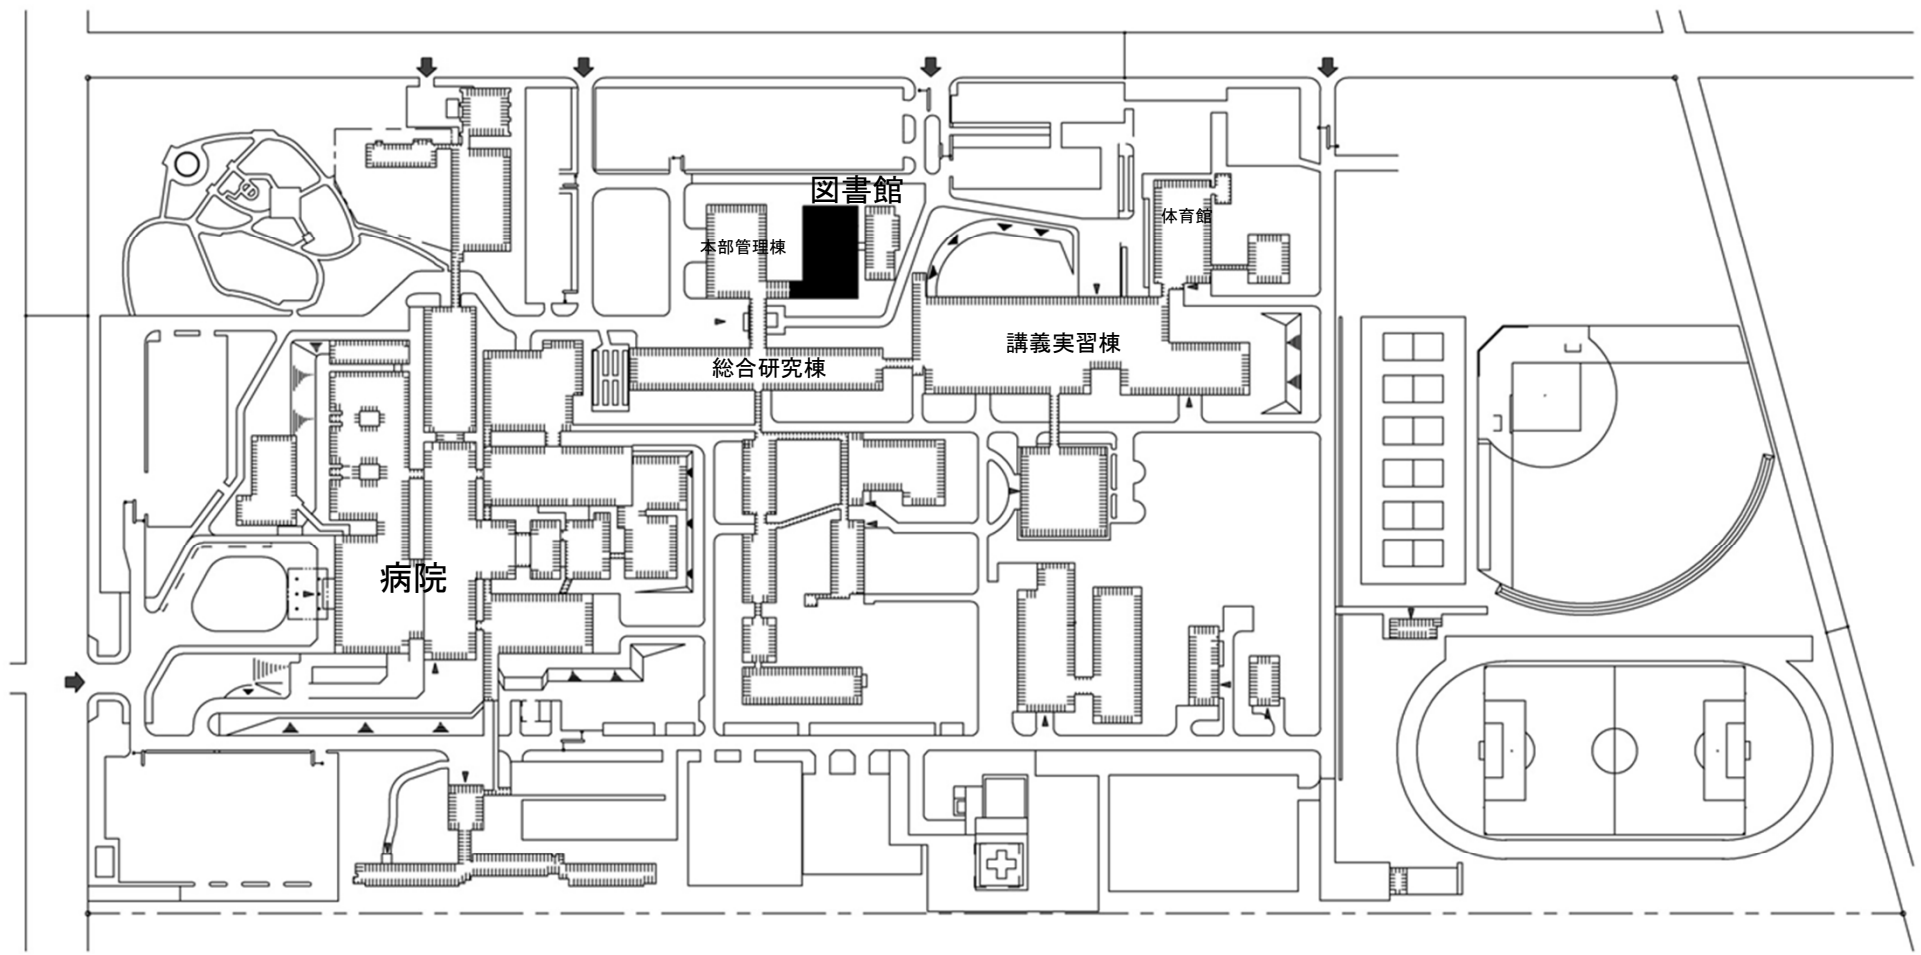 図書館
体育館
本部管理棟
講義実習棟
総合研究棟
病院